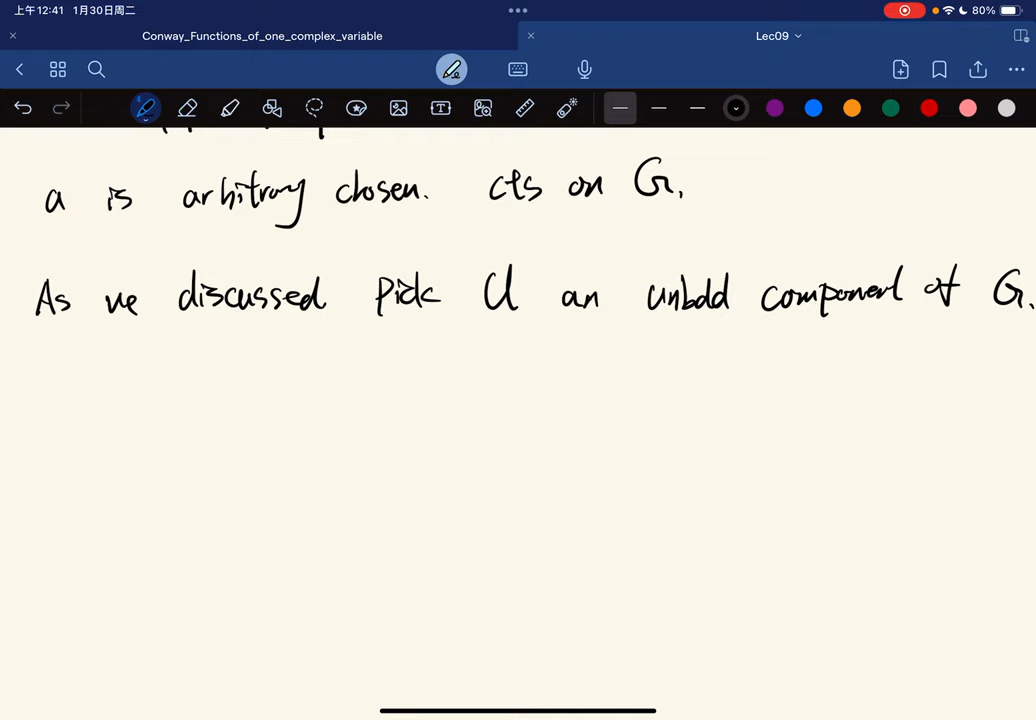 上午12:41 1月30日周二
80%
Conway_Functions_of_one_complex_variable
Lec09
a is arbitrary chosen. cts on G.
As we discussed pick U an unbdd component of G.